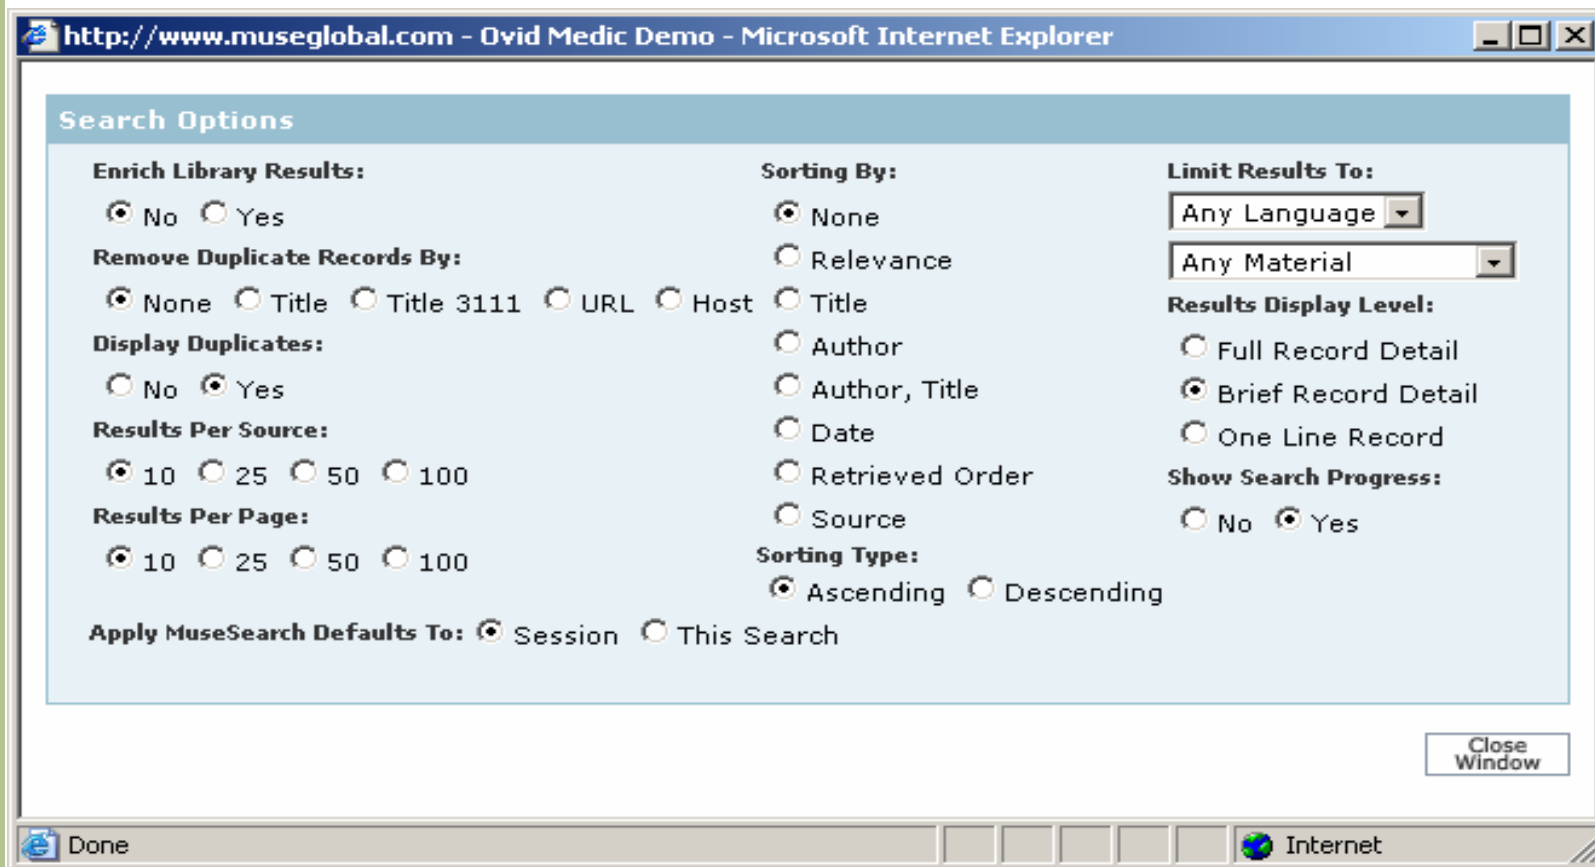 http://www.museglobal.com - Ovid Medic Demo - Microsoft Internet Explorer
Search Options
Enrich Library Results:
No Yes
Remove Duplicate Records By:
None Title Title 3111 URL Host
Display Duplicates:
No Yes
Results Per Source:
10 25 50 100
Results Per Page:
10 25 50 100
Sorting By:
None
Relevance
Title
Author
Author, Title
Date
Retrieved Order
Source
Sorting Type:
Ascending Descending
Limit Results To:
Any Language
Any Material
Results Display Level:
Full Record Detail
Brief Record Detail
One Line Record
Show Search Progress:
No Yes
Apply MuseSearch Defaults To: Session This Search
Close
Window
Done
Internet